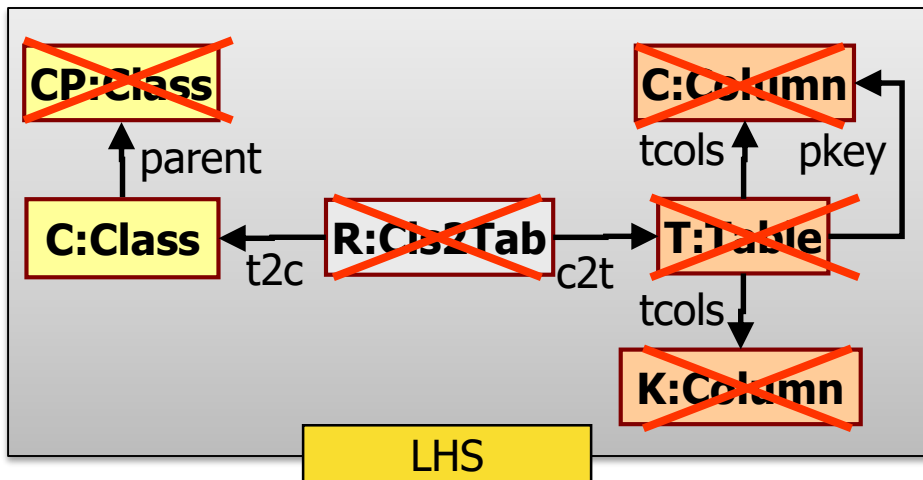 CP:Class
C:Column
parent
tcols
pkey
C:Class
R:Cls2Tab
T:Table
t2c
c2t
tcols
K:Column
LHS